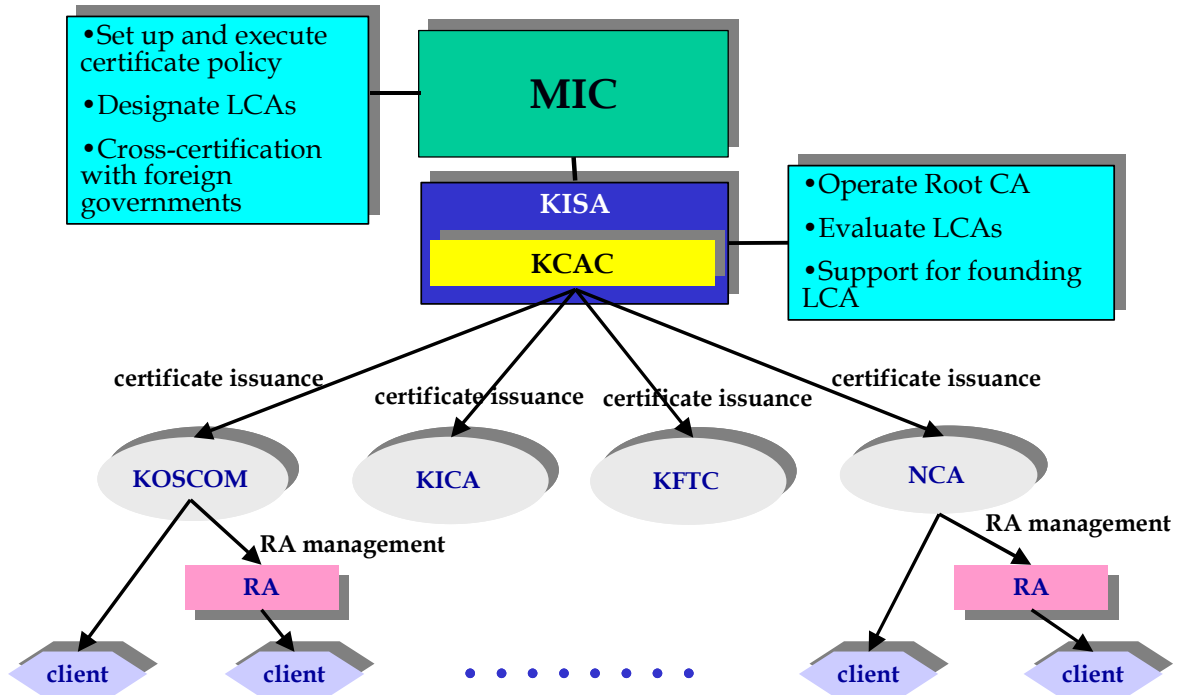 •Set up and execute
certificate policy
•Designate LCAs
•Cross-certification
with foreign
governments
MIC
KISA
KCAC
•Operate Root CA
•Evaluate LCAs
•Support for founding
LCA
certificate issuance
certificate issuance
certificate issuance
certificate issuance
KOSCOM
KICA
KFTC
NCA
RA management
RA management
RA
RA
client
client
client
client